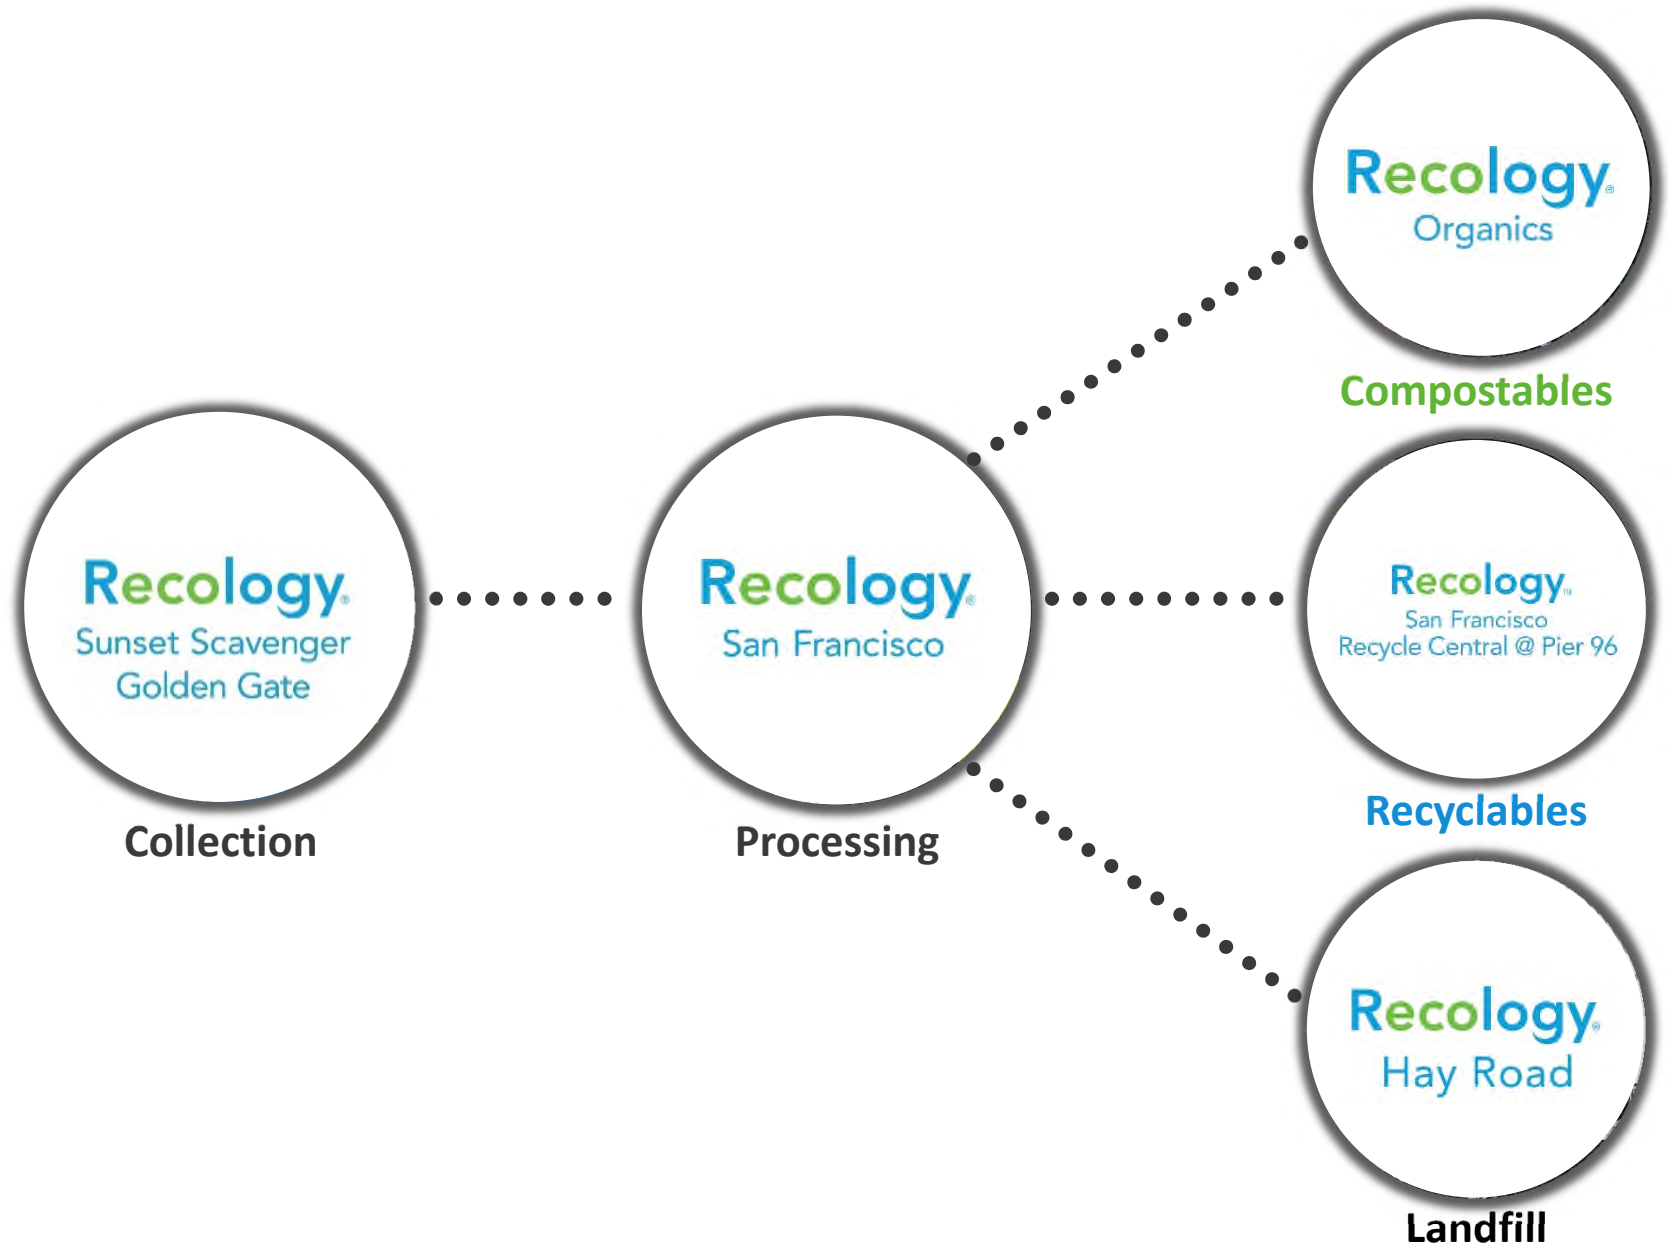 Recology®
Sunset Scavenger
Golden Gate
Collection
Recology®
San Francisco
Processing
Recology®
Organics
Compostables
Recology™
San Francisco
Recycle Central @ Pier 96
Recyclables
Recology®
Hay Road
Landfill